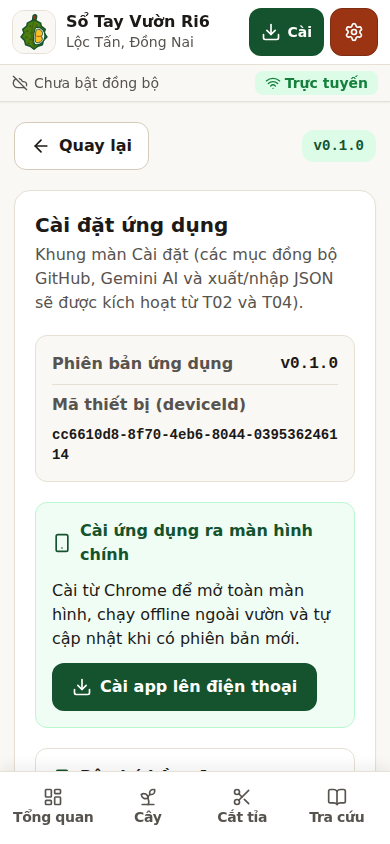 Sổ Tay Vườn Ri6
Lộc Tấn, Đồng Nai
Cài
Chưa bật đồng bộ
Trực tuyến
Quay lại
v0.1.0
Cài đặt ứng dụng
Khung màn Cài đặt (các mục đồng bộ
GitHub, Gemini AI và xuất/nhập JSON
sẽ được kích hoạt từ T02 và T04).
Phiên bản ứng dụng v0.1.0
Mã thiết bị (deviceId)
cc6610d8-8f70-4eb6-8044-0395362461
14
Cài ứng dụng ra màn hình
chính
Cài từ Chrome để mở toàn màn
hình, chạy offline ngoài vườn và tự
cập nhật khi có phiên bản mới.
Cài app lên điện thoại
Tổng quan
Cây
Cắt tỉa
Tra cứu